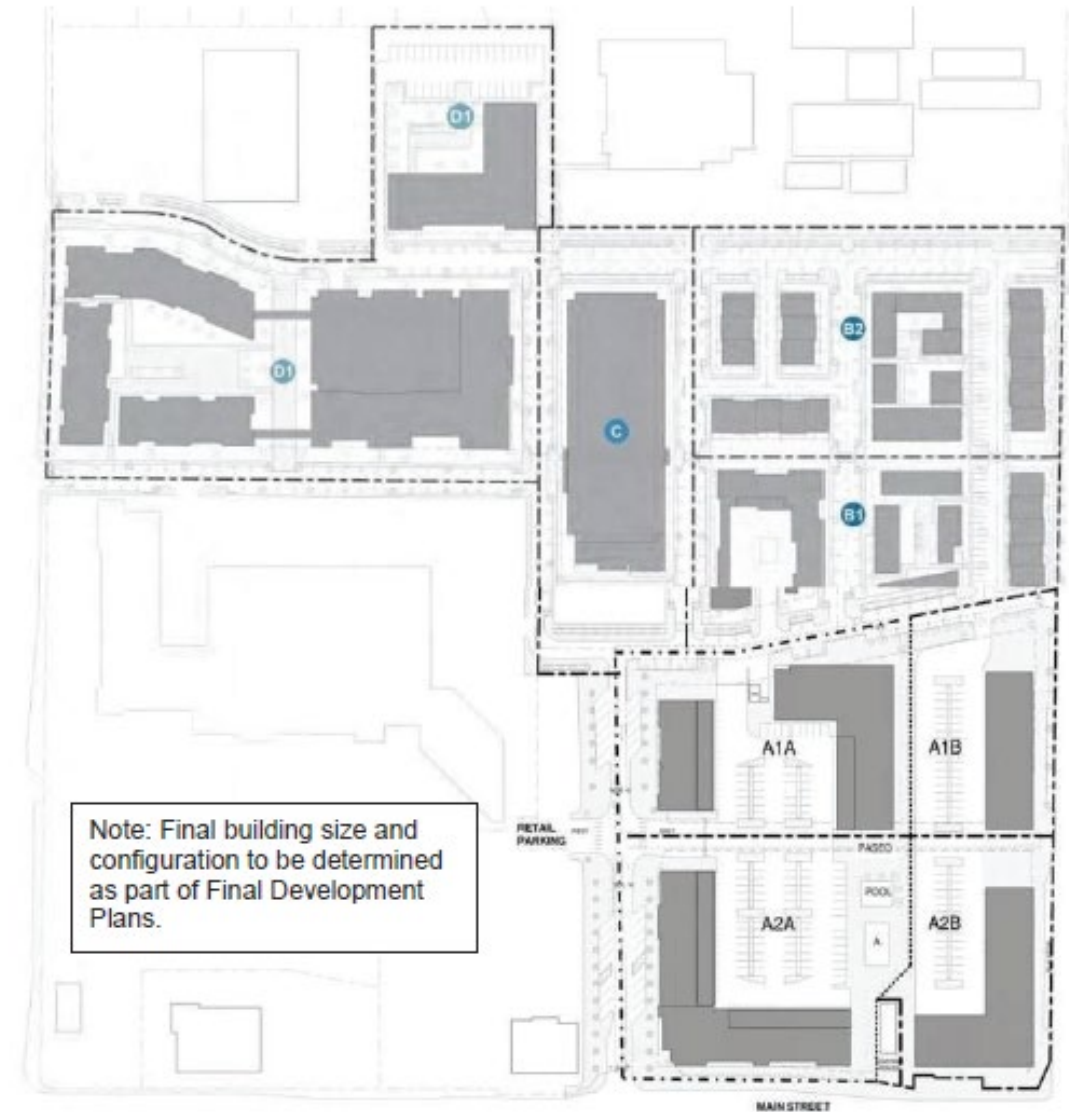 D1
B2
D1
C
B1
A1A
A1B
Note: Final building size and
configuration to be determined
as part of Final Development
Plans.
RETAIL
PARKING
PASEO
POOL
A2A
A2B
A
MAIN STREET